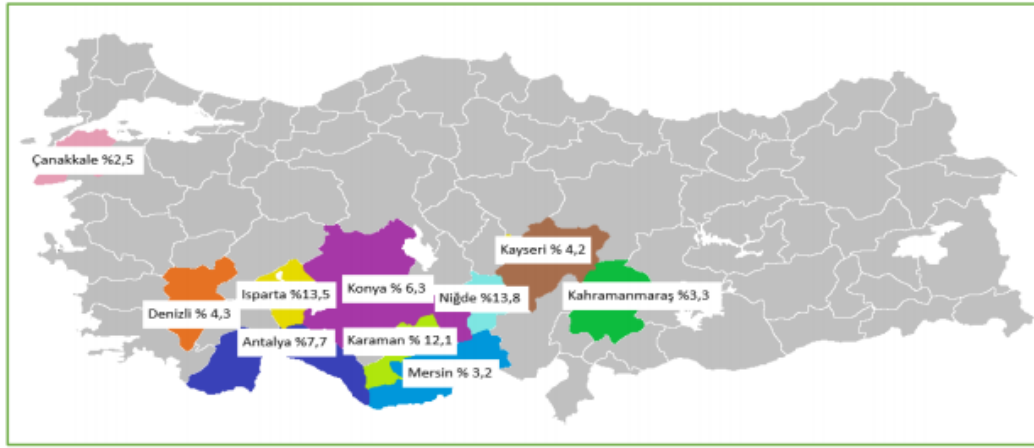 Çanakkale %2,5
Kayseri % 4,2
Isparta %13,5
Konya % 6,3
Niğde %13,8
Kahramanmaraş %3,3
Denizli % 4,3
Antalya %7,7
Karaman % 12,1
Mersin % 3,2